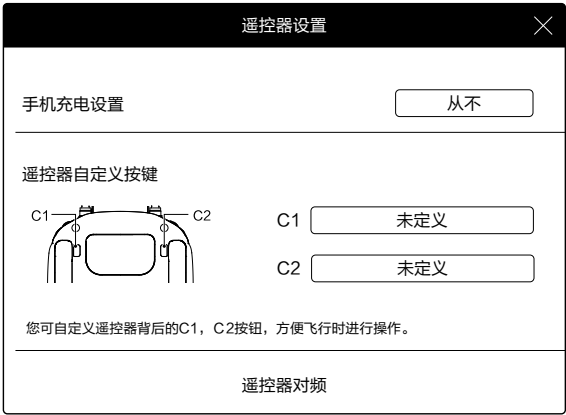 遥控器设置
手机充电设置 从不
遥控器自定义按键
C1 C2
C1 未定义
C2 未定义
您可自定义遥控器背后的C1，C2按钮，方便飞行时进行操作。
遥控器对频